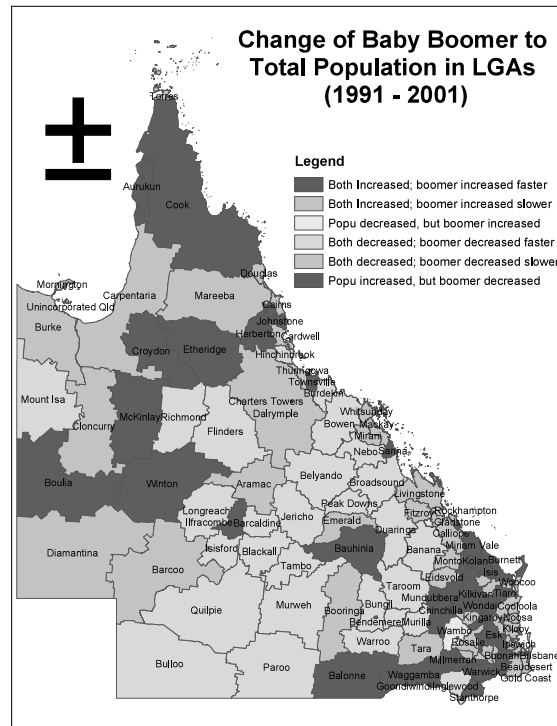 Change of Baby Boomer to
Total Population in LGAs
(1991 - 2001)
Legend
Both Increased; boomer increased faster
Both Increased; boomer increased slower
Popu decreased, but boomer increased
Both decreased; boomer decreased faster
Both decreased; boomer decreased slower
Popu increased, but boomer decreased
Torres
Aurukun
Cook
Douglas
Mornington
Carpentaria
Mareeba
Unincorporated Qld
Cairns
Burke
Johnstone
Herberton
Cardwell
Croydon
Etheridge
Hinchinbrook
Thuringowa
Townsville
Burdekin
Mount Isa
McKinlay
Richmond
Charters Towers
Dalrymple
Whitsunday
Bowen
Mackay
Cloncurry
Flinders
Mirani
Nebo
Sarina
Boulia
Winton
Aramac
Belyando
Broadsound
Livingstone
Longreach
Ilfracombe
Barcaldine
Jericho
Peak Downs
Emerald
Fitzroy
Rockhampton
Gladstone
Calliope
Duaringa
Diamantina
Isisford
Blackall
Bauhinia
Banana
Miriam Vale
Monto
Kolan
Burnett
Isis
Barcoo
Tambo
Eidsvold
Woocoo
Taroom
Mundubbera
Kilkivan
Tiaro
Quilpie
Murweh
Booringa
Bungil
Chinchilla
Wondai
Cooloola
Bendemere
Murilla
Kingaroy
Noosa
Warroo
Wambo
Kilcoy
Rosalie
Esk
Tara
Ipswich
Boonah
Brisbane
Bulloo
Paroo
Balonne
Millmerran
Beaudesert
Waggamba
Warwick
Gold Coast
Goondiwindi
Inglewood
Stanthorpe